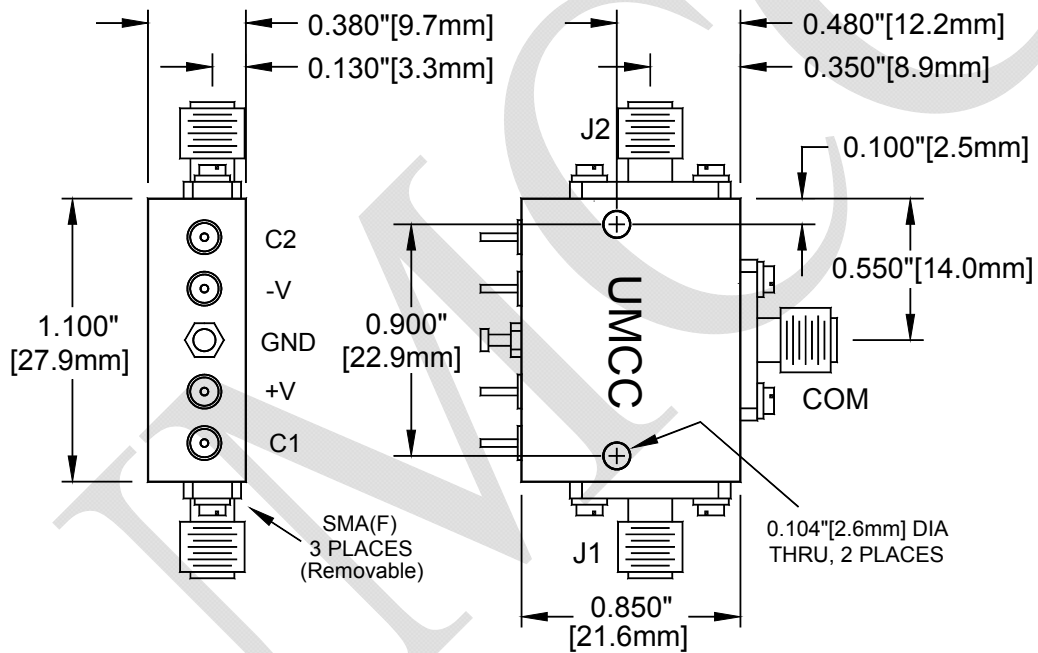 0.380"[9.7mm]
0.130"[3.3mm]
0.480"[12.2mm]
0.350"[8.9mm]
J2
0.100"[2.5mm]
C2
-V
GND
+V
C1
1.100"
[27.9mm]
0.900"
[22.9mm]
UMCC
0.550"[14.0mm]
COM
SMA(F)
3 PLACES
(Removable)
J1
0.104"[2.6mm] DIA
THRU, 2 PLACES
0.850"
[21.6mm]
UMCC